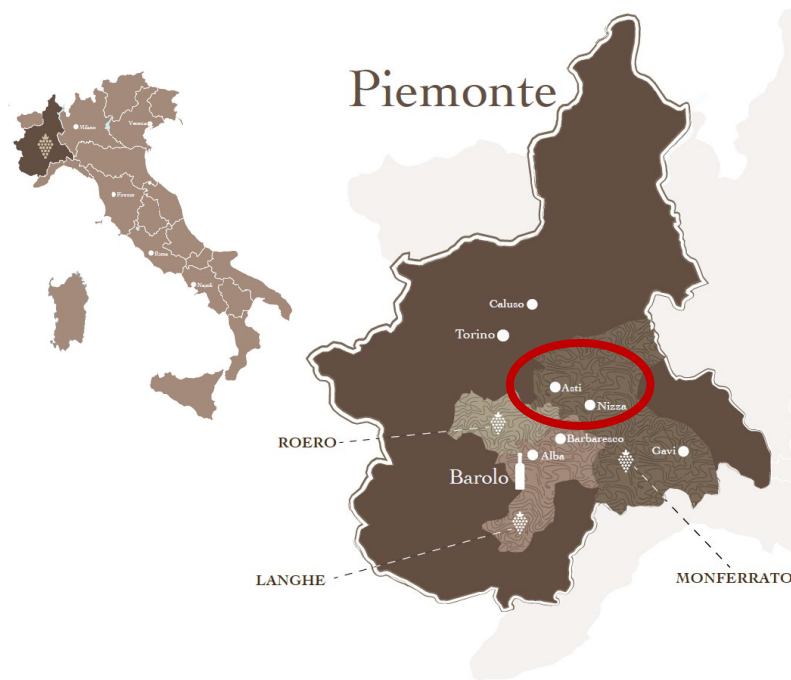 Piemonte
Milano
Venezia
Firenze
Roma
Napoli
Caluso
Torino
Asti
Nizza
ROERO
Barbaresco
Gavi
Alba
Barolo
LANGHE
MONFERRATO